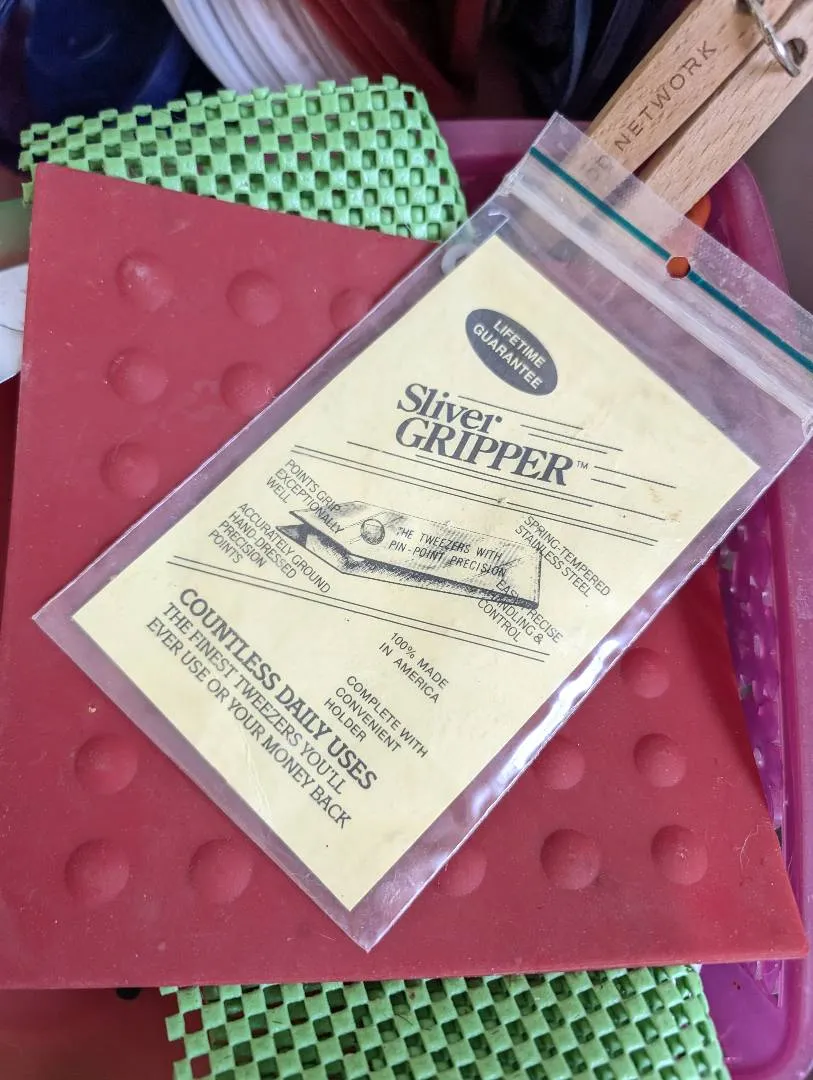 NETWORK
LIFETIME
GUARANTEE
Sliver
GRIPPER™
POINTS GRIP
EXCEPTIONALLY
WELL
ACCURATELY GROUND
HAND-DRESSED
PRECISION
POINTS
THE TWEEZERS WITH
PIN-POINT PRECISION
SPRING-TEMPERED
STAINLESS STEEL
EASY PRECISE
HANDLING &
CONTROL
100% MADE
IN AMERICA
COMPLETE WITH
CONVENIENT
HOLDER
COUNTLESS DAILY USES
THE FINEST TWEEZERS YOU'LL
EVER USE OR YOUR MONEY BACK